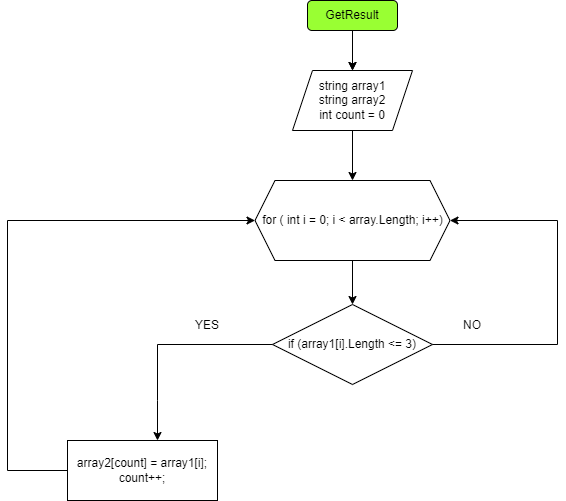 GetResult
string array1
string array2
int count = 0
for ( int i = 0; i < array.Length; i++)
YES
NO
if (array1[i].Length <= 3)
array2[count] = array1[i];
count++;